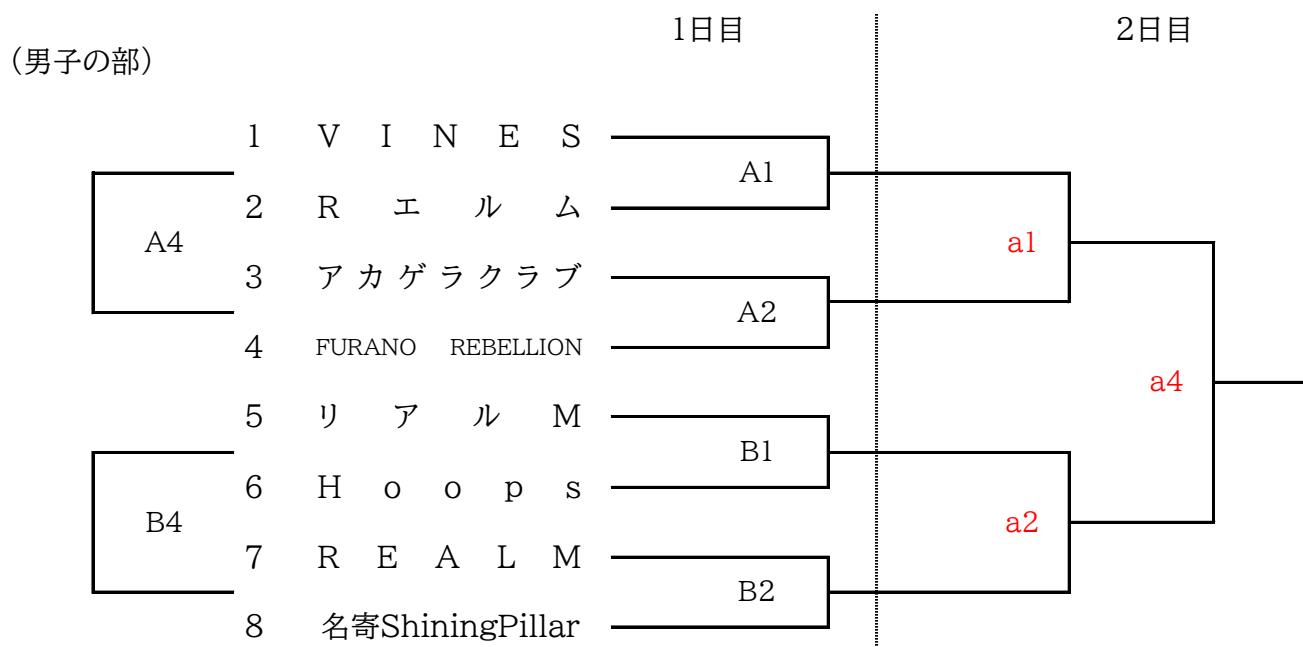 1日目 2日目
（男子の部）
1 VINES
A1
2 Rエルム
A4 a1
3 アカゲラクラブ
A2
4 FURANO REBELLION
a4
5 リアルM
B1
6 Hoops
B4 a2
7 REALM
B2
8 名寄ShiningPillar